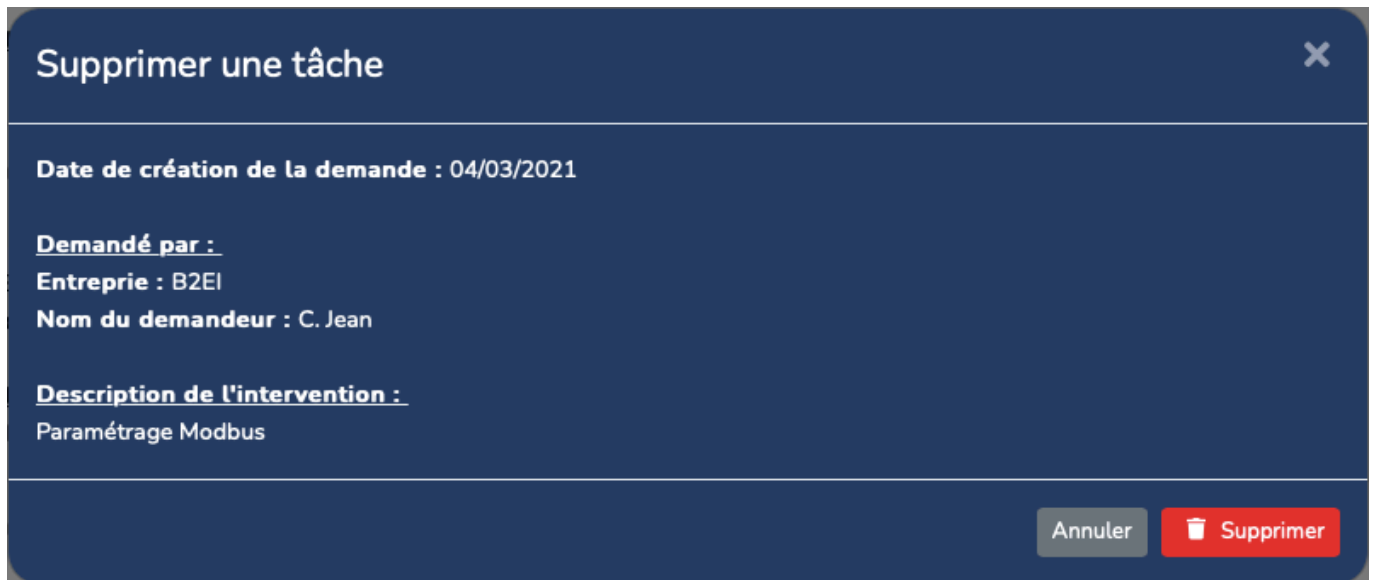 Supprimer une tâche
Date de création de la demande : 04/03/2021
Demandé par :
Entreprie : B2EI
Nom du demandeur : C. Jean
Description de l'intervention :
Paramétrage Modbus
Annuler
Supprimer